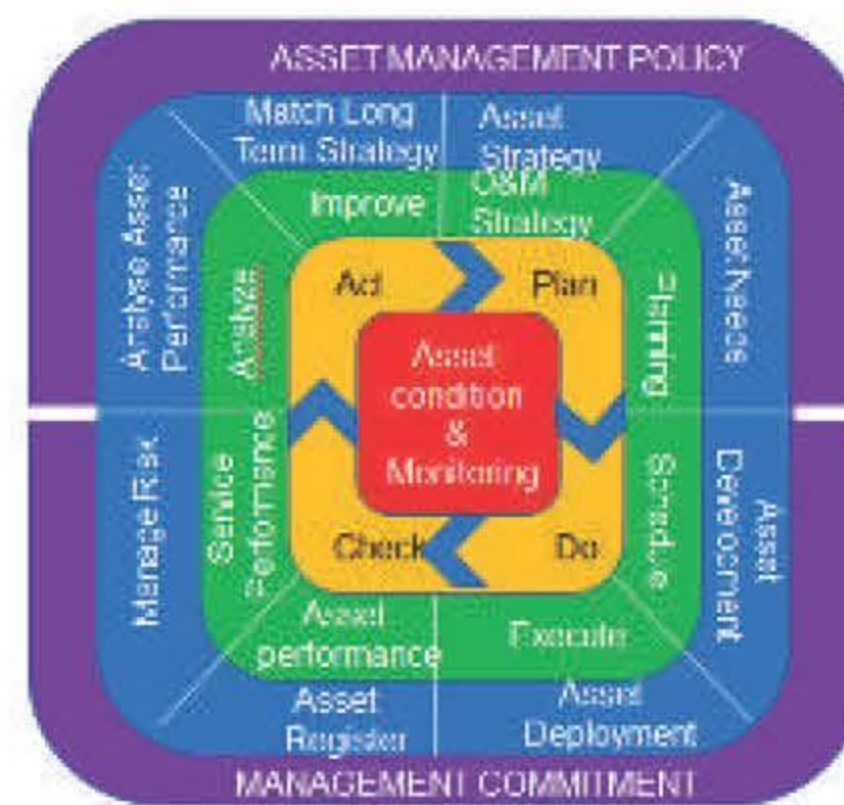 ASSET MANAGEMENT POLICY
Match Long
Term Strategy
Asset
Strategy
Improve
O&M
Strategy
Analyse Asset
Performance
Analyze
Act
Plan
Planning
Asset Needs
Asset
condition
&
Monitoring
Manage Risk
Service
Performance
Check
Do
Schedule
Asset
Development
Asset
performance
Execute
Asset
Register
Asset
Deployment
MANAGEMENT COMMITMENT